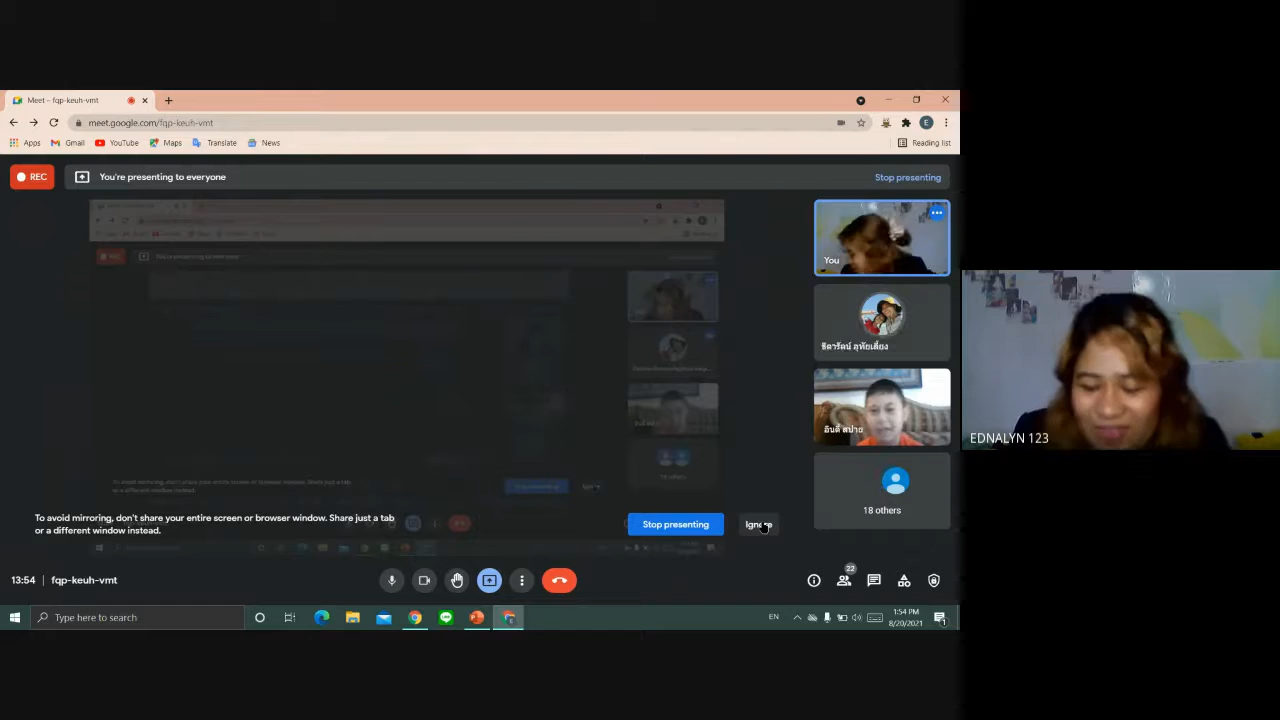 Meet – fqp-keuh-vmt
meet.google.com/fqp-keuh-vmt
Apps Gmail YouTube Maps Translate News Reading list
REC You're presenting to everyone Stop presenting
You
ธิดารัตน์ อุทัยเลี้ยง
อินดี้ สปาย
EDNALYN 123
18 others
To avoid mirroring, don't share your entire screen or browser window. Share just a tab
or a different window instead.
Stop presenting Ignore
13:54 | fqp-keuh-vmt
22
Type here to search
EN
1:54 PM
8/20/2021